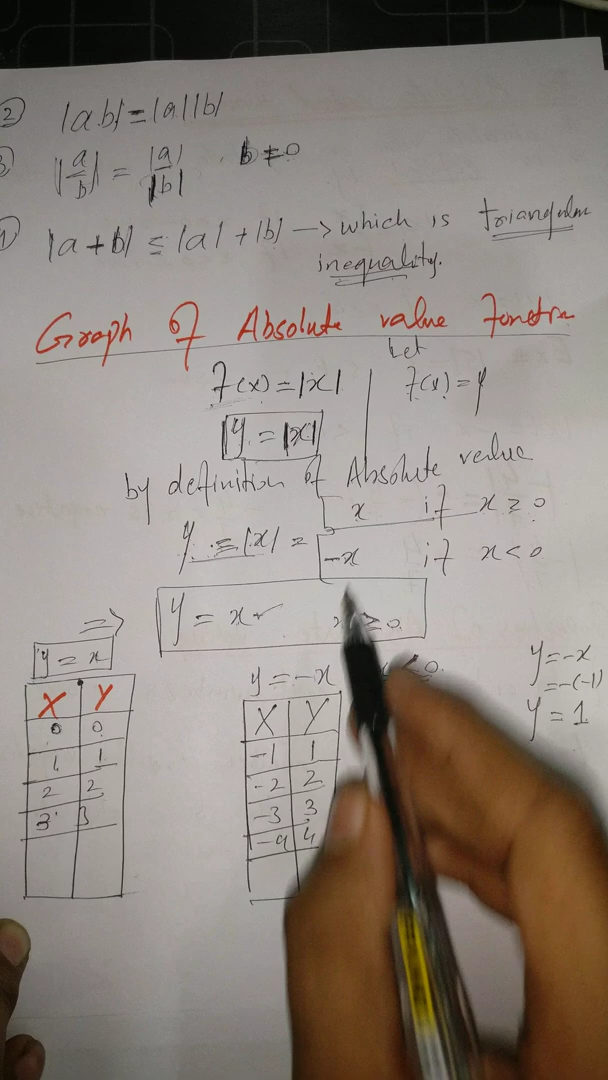 ② |ab| = |a||b|
③ |a/b| = |a|/|b| b ≠ 0
|a + b| ≤ |a| + |b| → which is triangular
inequality.
Graph of Absolute value
Let
f(x) = |x| f(x) = y
y = |x|
by definition of Absolute value
y = |x| = x if x ≥ 0
-x if x < 0
⇒ y = x ✓ x ≥ 0
y = x
X Y
0 0
1 1
2 2
3 3
y = -x < 0
X Y
-1 1
-2 2
-3 3
-4 4
y = -x
= -(-1)
y = 1